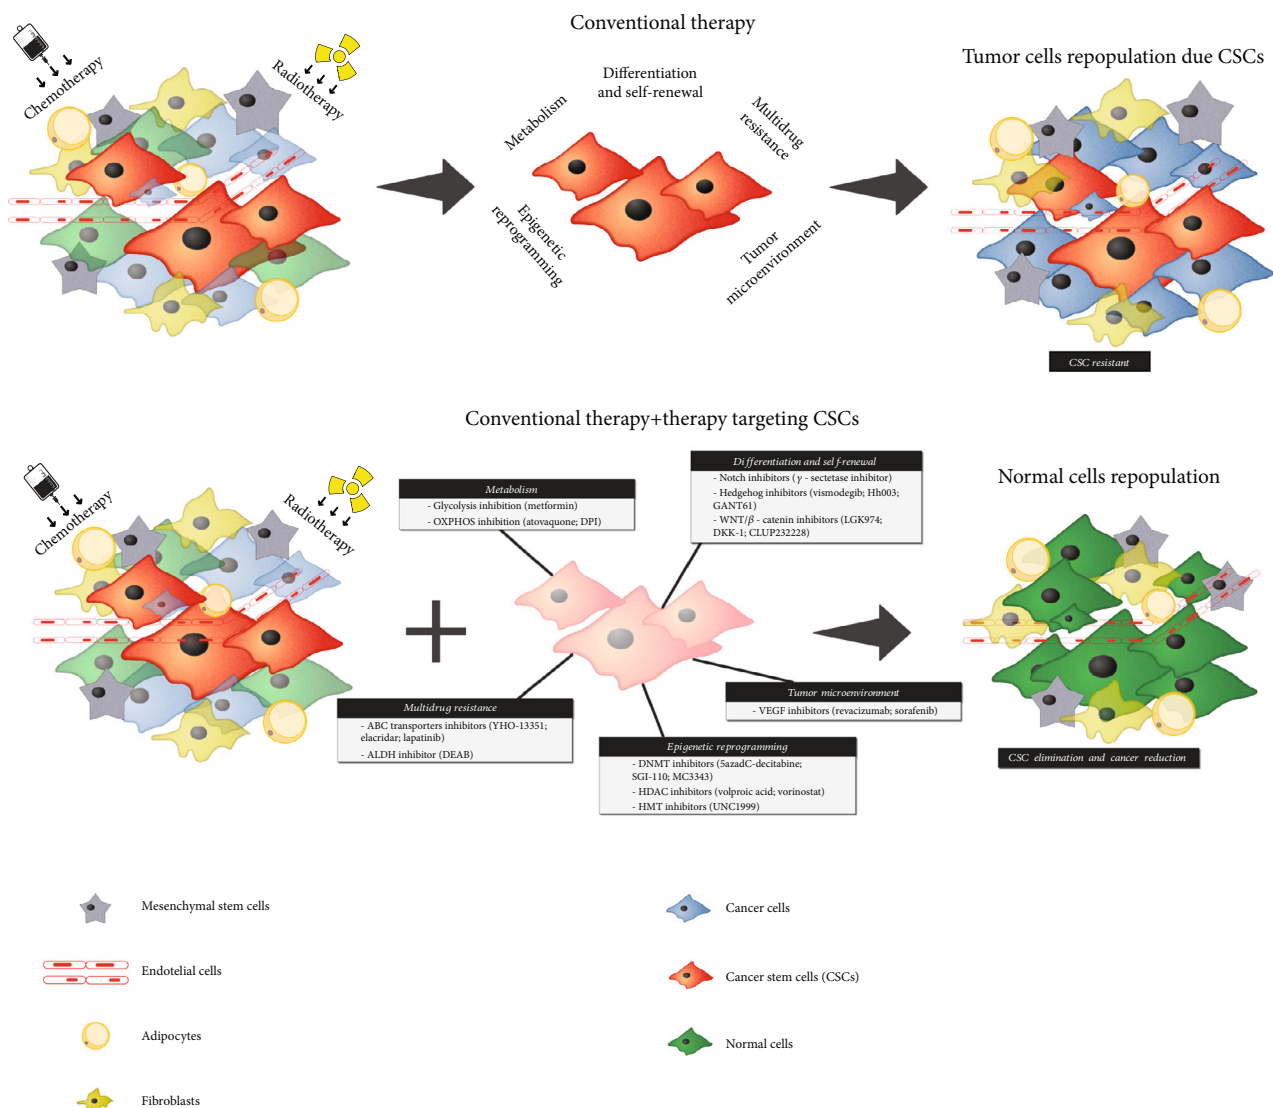 Conventional therapy
Chemotherapy
Radiotherapy
Metabolism
Differentiation
and self-renewal
Multidrug
resistance
Epigenetic
reprogramming
Tumor
microenvironment
Tumor cells repopulation due CSCs
CSC resistant
Conventional therapy+therapy targeting CSCs
Chemotherapy
Radiotherapy
Metabolism
- Glycolysis inhibition (metformin)
- OXPHOS inhibition (atovaquone; DPI)
Differentiation and self-renewal
- Notch inhibitors (γ - sectetase inhibitor)
- Hedgehog inhibitors (vismodegib; Hh003;
GANT61)
- WNT/β - catenin inhibitors (LGK974;
DKK-1; CLUP232228)
Multidrug resistance
- ABC transporters inhibitors (YHO-13351;
elacridar; lapatinib)
- ALDH inhibitor (DEAB)
Epigenetic reprogramming
- DNMT inhibitors (5azadC-decitabine;
SGI-110; MC3343)
- HDAC inhibitors (volproic acid; vorinostat)
- HMT inhibitors (UNC1999)
Tumor microenvironment
- VEGF inhibitors (revacizumab; sorafenib)
Normal cells repopulation
CSC elimination and cancer reduction
Mesenchymal stem cells
Endotelial cells
Adipocytes
Fibroblasts
Cancer cells
Cancer stem cells (CSCs)
Normal cells